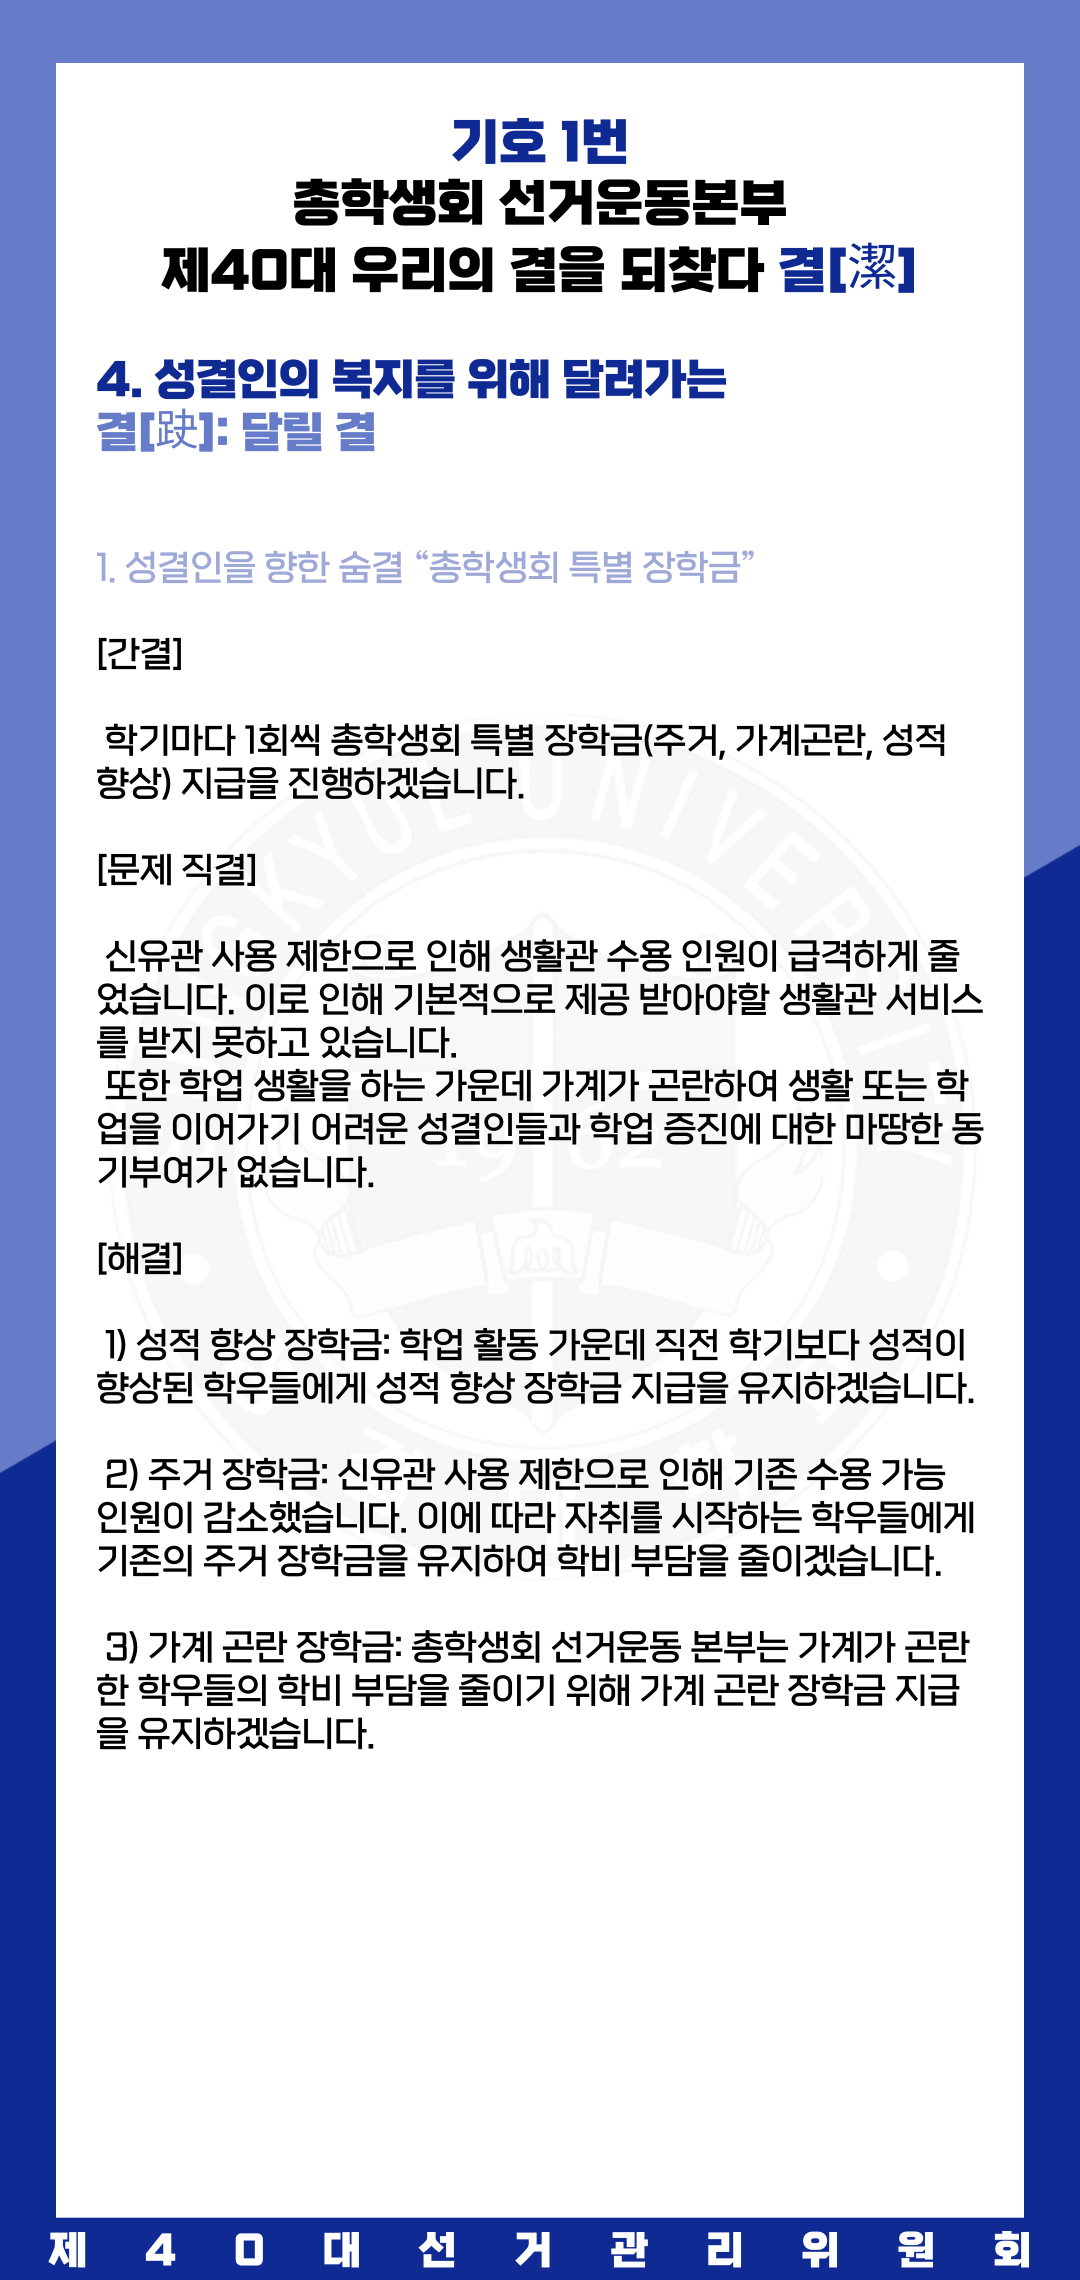 기호 1번
총학생회 선거운동본부
제40대 우리의 결을 되찾다 결[潔]
4. 성결인의 복지를 위해 달려가는
결[趹]: 달릴 결
1. 성결인을 향한 숨결 “총학생회 특별 장학금”
[간결]
학기마다 1회씩 총학생회 특별 장학금(주거, 가계곤란, 성적
향상) 지급을 진행하겠습니다.
[문제 직결]
신유관 사용 제한으로 인해 생활관 수용 인원이 급격하게 줄
었습니다. 이로 인해 기본적으로 제공 받아야할 생활관 서비스
를 받지 못하고 있습니다.
또한 학업 생활을 하는 가운데 가계가 곤란하여 생활 또는 학
업을 이어가기 어려운 성결인들과 학업 증진에 대한 마땅한 동
기부여가 없습니다.
[해결]
1) 성적 향상 장학금: 학업 활동 가운데 직전 학기보다 성적이
향상된 학우들에게 성적 향상 장학금 지급을 유지하겠습니다.
2) 주거 장학금: 신유관 사용 제한으로 인해 기존 수용 가능
인원이 감소했습니다. 이에 따라 자취를 시작하는 학우들에게
기존의 주거 장학금을 유지하여 학비 부담을 줄이겠습니다.
3) 가계 곤란 장학금: 총학생회 선거운동 본부는 가계가 곤란
한 학우들의 학비 부담을 줄이기 위해 가계 곤란 장학금 지급
을 유지하겠습니다.
제40대선거관리위원회